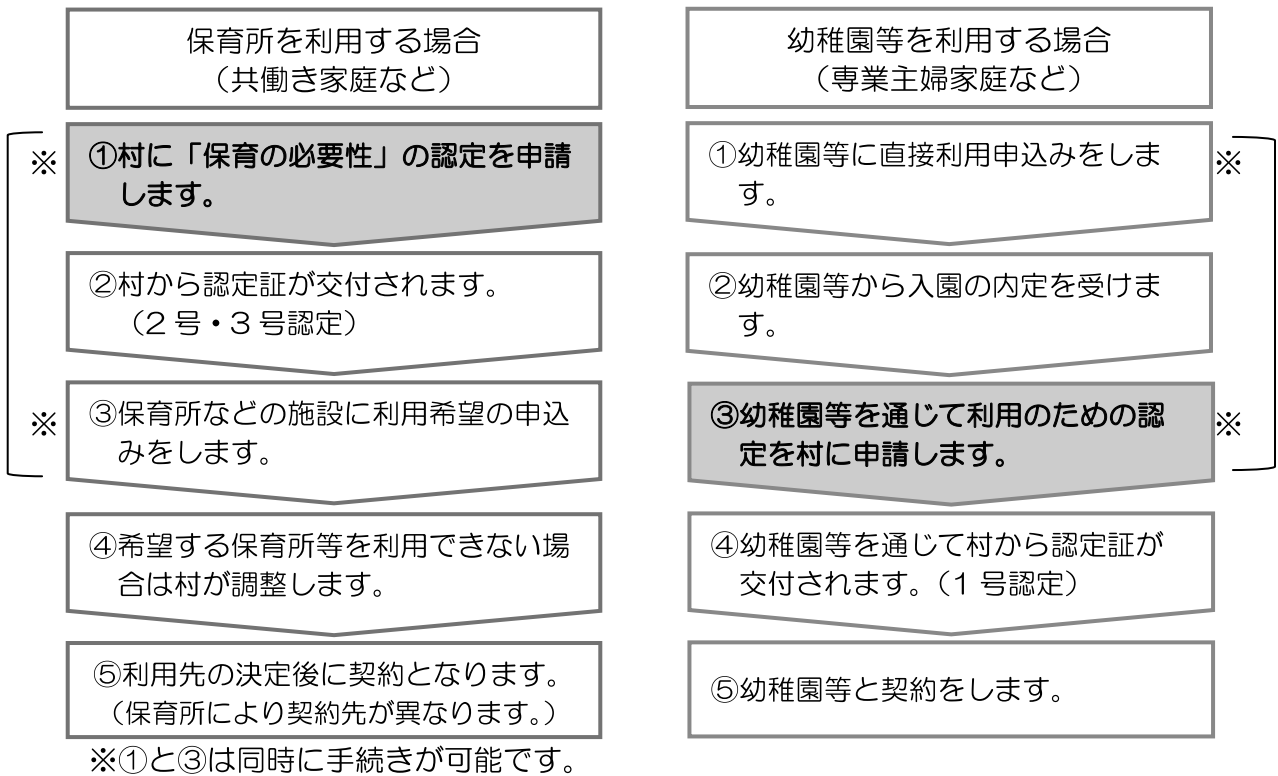 保育所を利用する場合
（共働き家庭など）
※
①村に「保育の必要性」の認定を申請
します。
②村から認定証が交付されます。
（2 号・3 号認定）
※
③保育所などの施設に利用希望の申込
みをします。
④希望する保育所等を利用できない場
合は村が調整します。
⑤利用先の決定後に契約となります。
（保育所により契約先が異なります。）
※①と③は同時に手続きが可能です。
幼稚園等を利用する場合
（専業主婦家庭など）
①幼稚園等に直接利用申込みをしま
す。
※
②幼稚園等から入園の内定を受けま
す。
③幼稚園等を通じて利用のための認
定を村に申請します。
※
④幼稚園等を通じて村から認定証が
交付されます。（1 号認定）
⑤幼稚園等と契約をします。